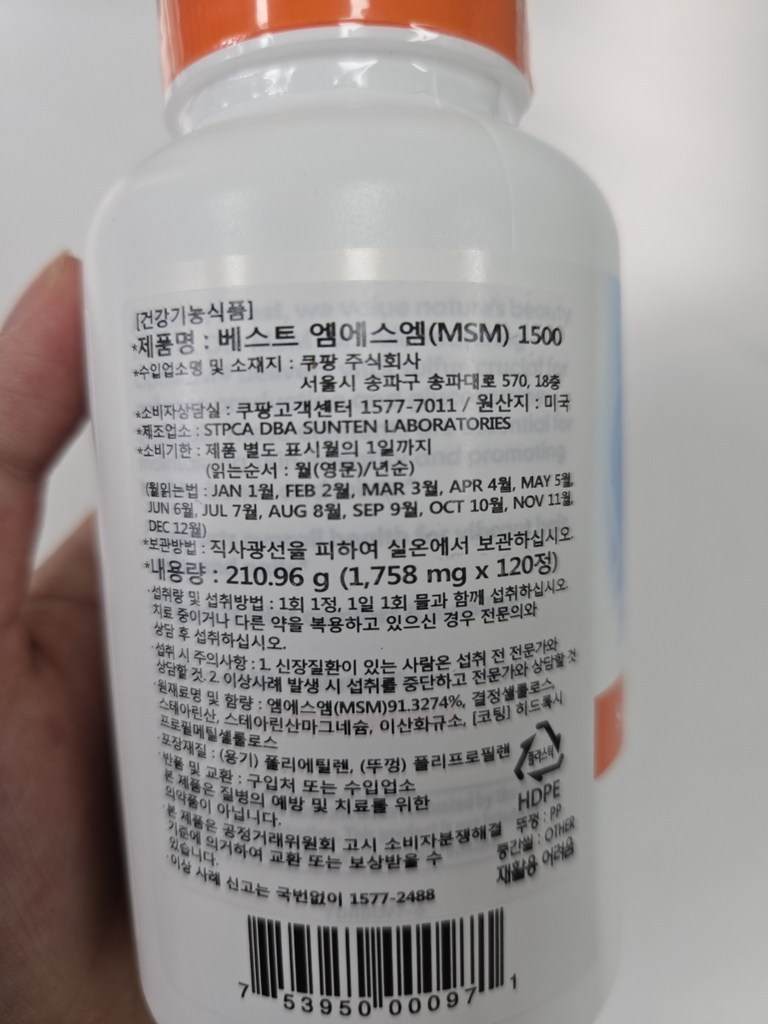 [건강기능식품]
*제품명 : 베스트 엠에스엠(MSM) 1500
*수입업소명 및 소재지 : 쿠팡 주식회사
서울시 송파구 송파대로 570, 18층
*소비자상담실 : 쿠팡고객센터 1577-7011 / 원산지 : 미국
*제조업소 : STPCA DBA SUNTEN LABORATORIES
*소비기한 : 제품 별도 표시월의 1일까지
(읽는순서 : 월(영문)/년순)
(월읽는법 : JAN 1월, FEB 2월, MAR 3월, APR 4월, MAY 5월,
JUN 6월, JUL 7월, AUG 8월, SEP 9월, OCT 10월, NOV 11월,
DEC 12월)
*보관방법 : 직사광선을 피하여 실온에서 보관하십시오.
*내용량 : 210.96 g (1,758 mg x 120정)
·섭취량 및 섭취방법 : 1회 1정, 1일 1회 물과 함께 섭취하십시오
치료 중이거나 다른 약을 복용하고 있으신 경우 전문의와
상담 후 섭취하십시오.
·섭취 시 주의사항 : 1. 신장질환이 있는 사람은 섭취 전 전문가와
상담할 것. 2. 이상사례 발생 시 섭취를 중단하고 전문가와 상담할 것
·원재료명 및 함량 : 엠에스엠(MSM)91.3274%, 결정셀룰로스,
스테아린산, 스테아린산마그네슘, 이산화규소, [코팅] 히드록시
프로필메틸셀룰로스
·포장재질 : (용기) 폴리에틸렌, (뚜껑) 폴리프로필렌
·반품 및 교환 : 구입처 또는 수입업소
·본 제품은 질병의 예방 및 치료를 위한
의약품이 아닙니다.
·본 제품은 공정거래위원회 고시 소비자분쟁해결
기준에 의거하여 교환 또는 보상받을 수
있습니다.
·이상 사례 신고는 국번없이 1577-2488
플라스틱
HDPE
뚜껑 : PP
중간씰 : OTHER
재활용 어려움
7 53950 00097 1